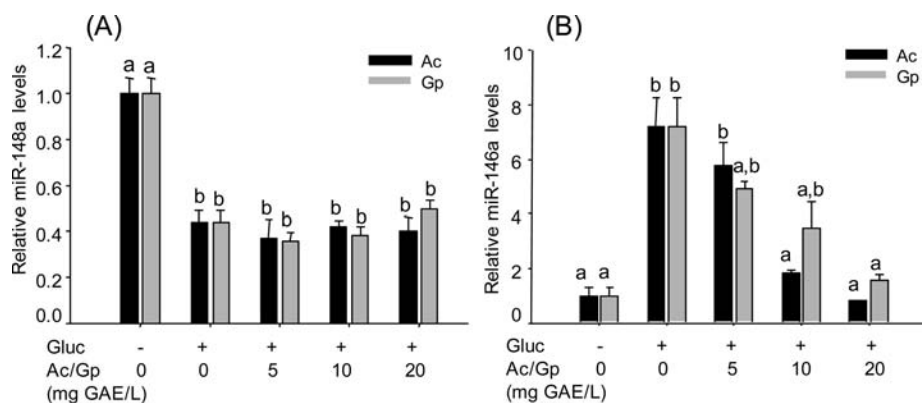 (A)
Relative miR-148a levels
1.2
1.0
0.8
0.6
0.4
0.2
0.0
Ac
Gp
a a
b b
b b
b b
b b
Gluc - + + + +
Ac/Gp 0 0 5 10 20
(mg GAE/L)
(B)
Relative miR-146a levels
10
8
6
4
2
0
Ac
Gp
a a
b b
b a,b
a a,b
a a
Gluc - + + + +
Ac/Gp 0 0 5 10 20
(mg GAE/L)